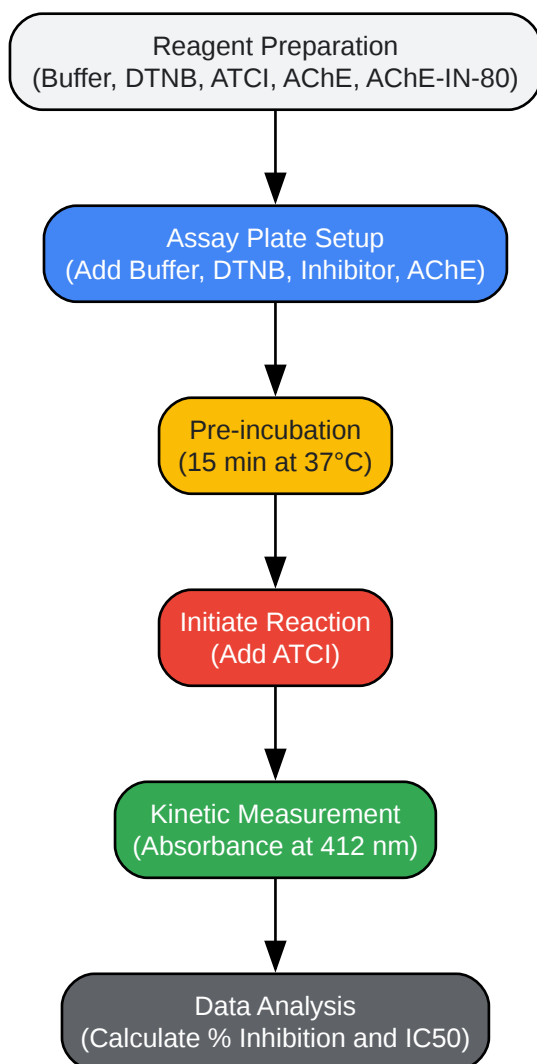 Reagent Preparation
(Buffer, DTNB, ATCI, AChE, AChE-IN-80)
Assay Plate Setup
(Add Buffer, DTNB, Inhibitor, AChE)
Pre-incubation
(15 min at 37°C)
Initiate Reaction
(Add ATCI)
Kinetic Measurement
(Absorbance at 412 nm)
Data Analysis
(Calculate % Inhibition and IC50)